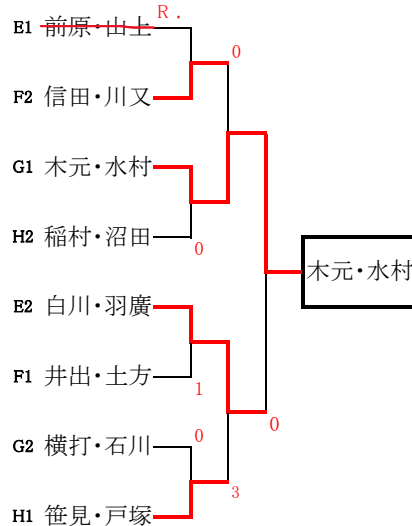 R.
E1 前原・山上
0
F2 信田・川又
G1 木元・水村
H2 稲村・沼田
0
木元・水村
E2 白川・羽廣
F1 井出・土方
1
0
0
G2 横打・石川
3
H1 笹見・戸塚